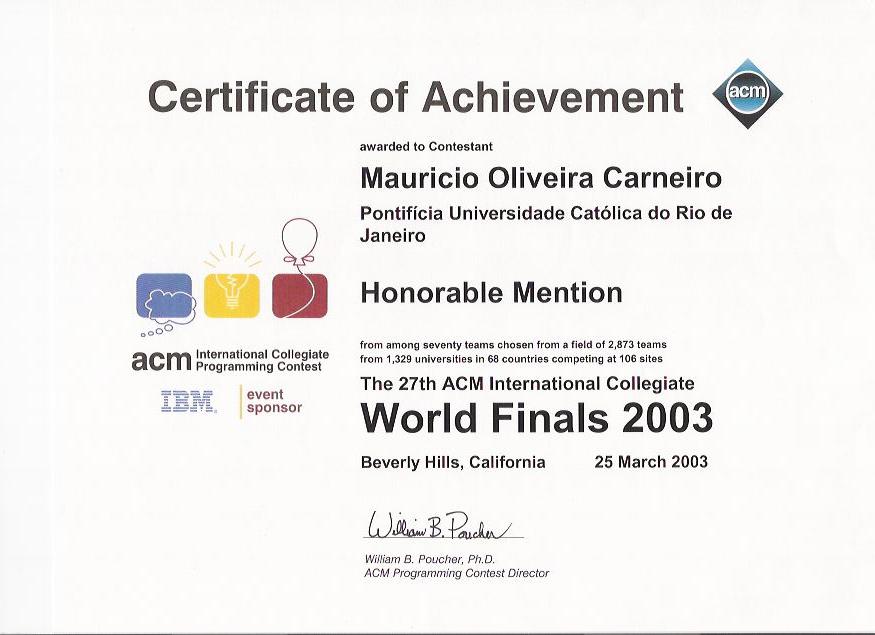 Certificate of Achievement
acm
awarded to Contestant
Mauricio Oliveira Carneiro
Pontifícia Universidade Católica do Rio de
Janeiro
Honorable Mention
from among seventy teams chosen from a field of 2,873 teams
from 1,329 universities in 68 countries competing at 106 sites
The 27th ACM International Collegiate
World Finals 2003
Beverly Hills, California 25 March 2003
acm International Collegiate
Programming Contest
IBM. event
sponsor
William B. Poucher
William B. Poucher, Ph.D.
ACM Programming Contest Director